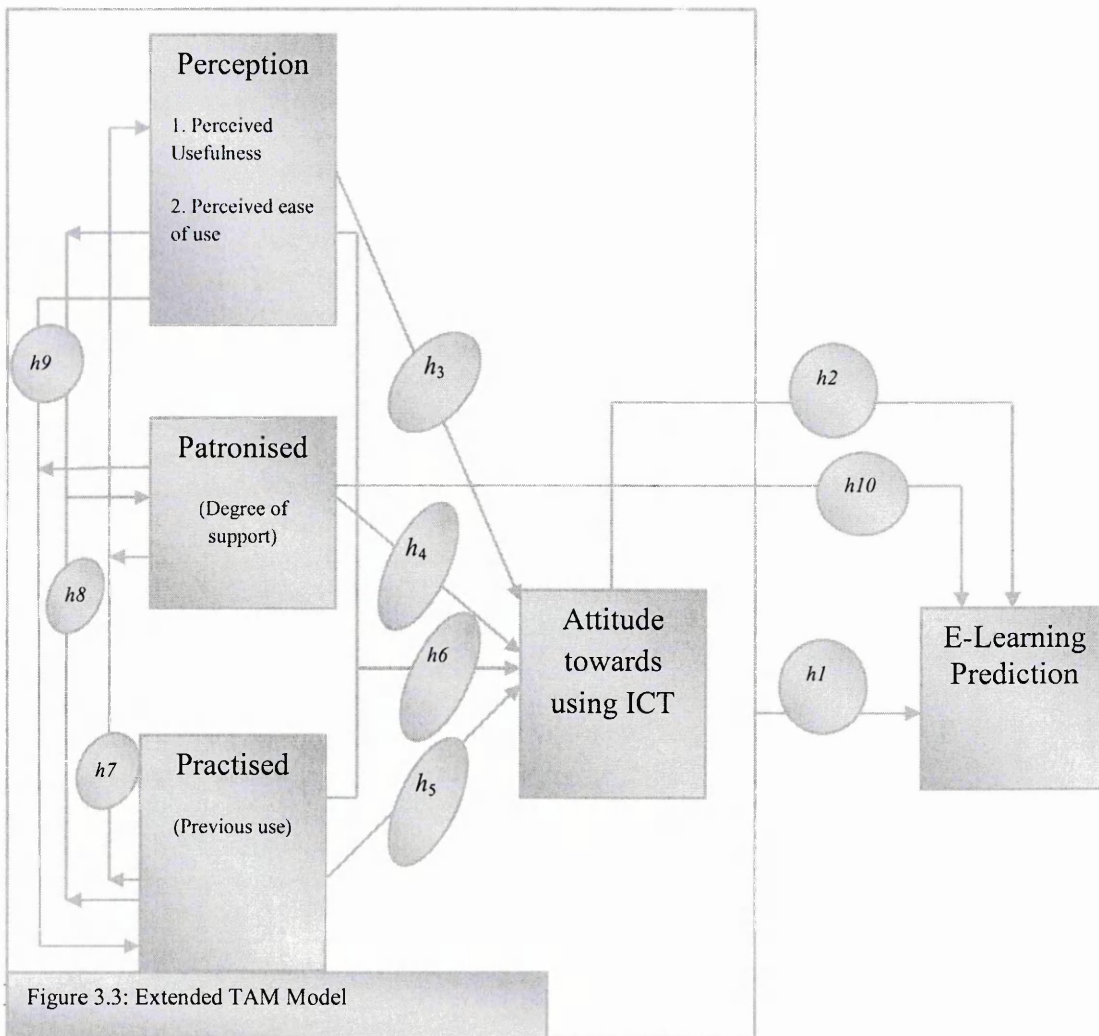 Perception
1. Perceived
Usefulness
2. Perceived ease
of use
h9
h3
h2
Patronised
(Degree of
support)
h10
h4
h8
Attitude
towards
using ICT
E-Learning
Prediction
h6
h1
Practised
(Previous use)
h7
h5
Figure 3.3: Extended TAM Model